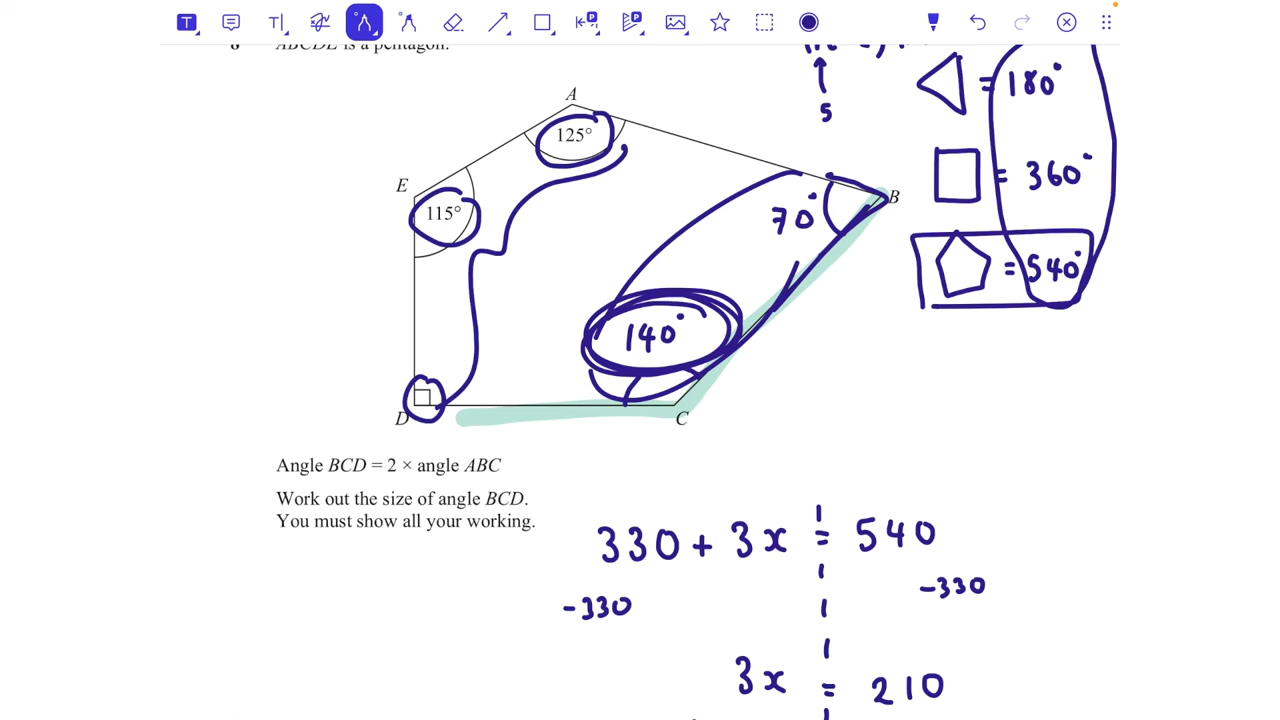 ABCDE is a pentagon.
5
= 180°
= 360°
= 540°
A
125°
E
115°
B
70°
140°
D
C
Angle BCD = 2 × angle ABC
Work out the size of angle BCD.
You must show all your working.
330 + 3x = 540
-330 -330
3x = 210